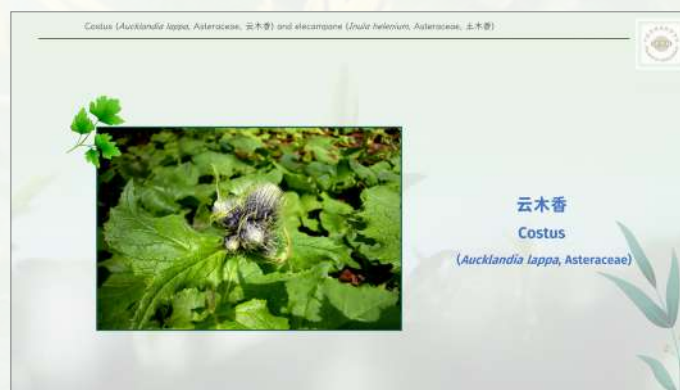 Costus (Aucklandia lappa, Asteraceae, 云木香) and elecampane (Inula helenium, Asteraceae, 土木香)
云木香
Costus
(Aucklandia lappa, Asteraceae)